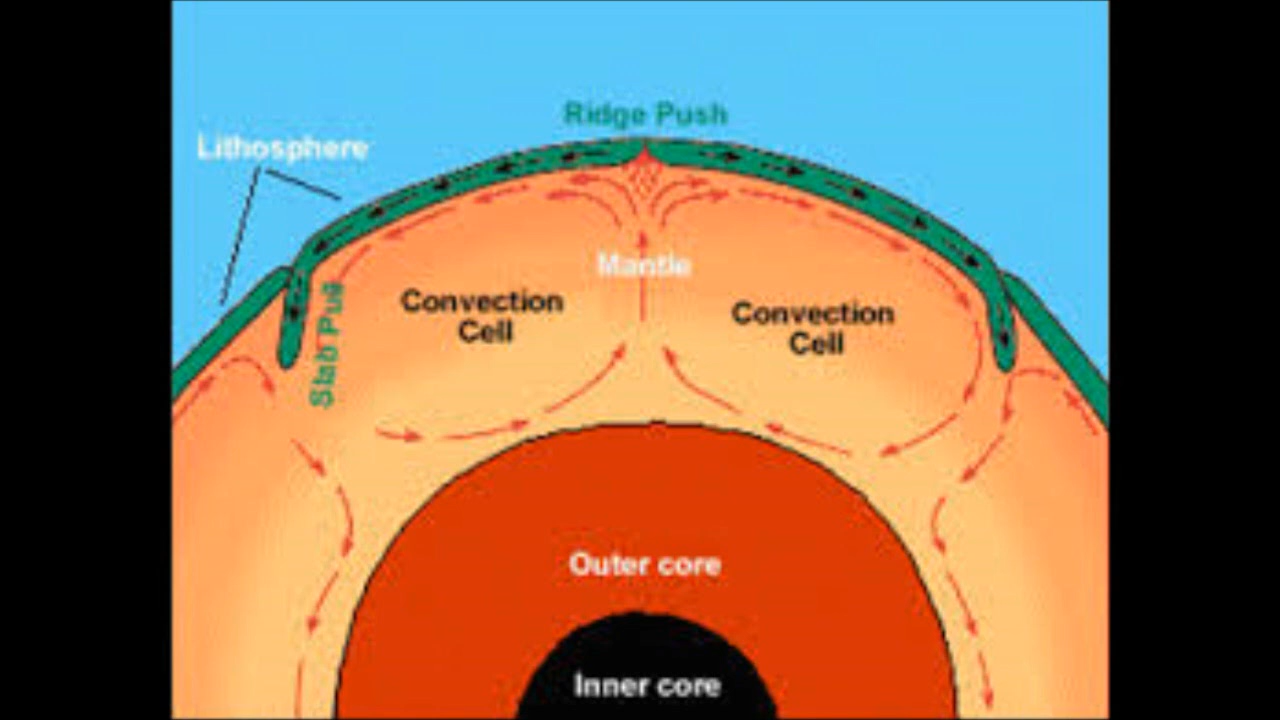 Ridge Push
Lithosphere
Mantle
Convection
Cell
Convection
Cell
Slab Pull
Outer core
Inner core